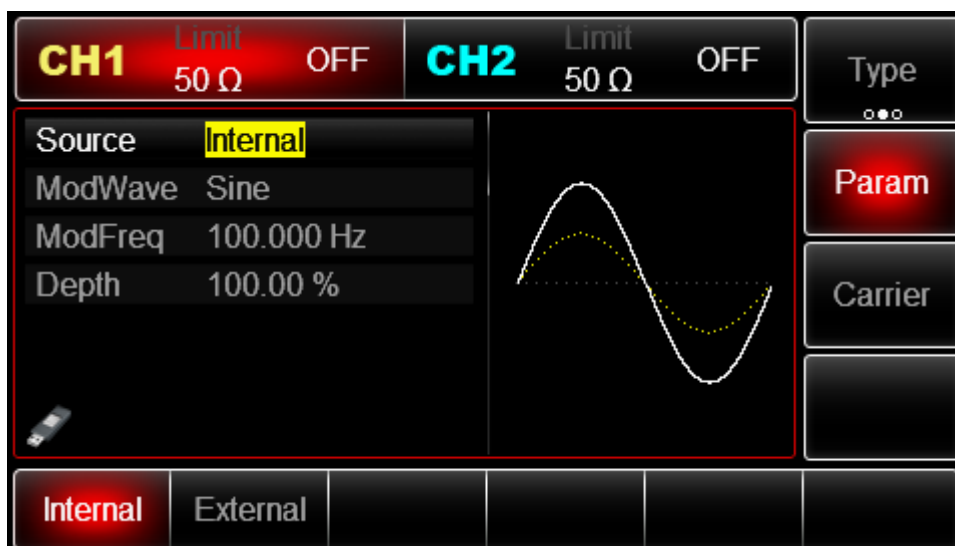 CH1 Limit 50 Ω OFF
CH2 Limit 50 Ω OFF
Type
Source Internal
ModWave Sine
ModFreq 100.000 Hz
Depth 100.00 %
Param
Carrier
Internal External